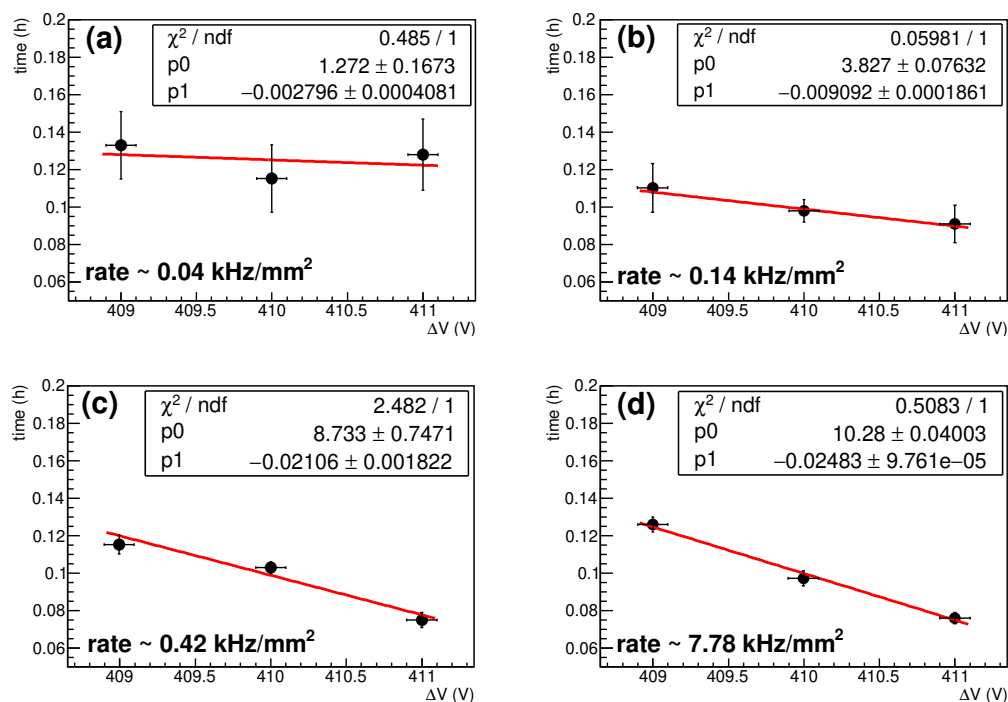 (a)
χ² / ndf 0.485 / 1
p0 1.272 ± 0.1673
p1 −0.002796 ± 0.0004081
time (h)
0.2
0.18
0.16
0.14
0.12
0.1
0.08
0.06
rate ~ 0.04 kHz/mm²
409 409.5 410 410.5 411
ΔV (V)
(b)
χ² / ndf 0.05981 / 1
p0 3.827 ± 0.07632
p1 −0.009092 ± 0.0001861
time (h)
0.2
0.18
0.16
0.14
0.12
0.1
0.08
0.06
rate ~ 0.14 kHz/mm²
409 409.5 410 410.5 411
ΔV (V)
(c)
χ² / ndf 2.482 / 1
p0 8.733 ± 0.7471
p1 −0.02106 ± 0.001822
time (h)
0.2
0.18
0.16
0.14
0.12
0.1
0.08
0.06
rate ~ 0.42 kHz/mm²
409 409.5 410 410.5 411
ΔV (V)
(d)
χ² / ndf 0.5083 / 1
p0 10.28 ± 0.04003
p1 −0.02483 ± 9.761e−05
time (h)
0.2
0.18
0.16
0.14
0.12
0.1
0.08
0.06
rate ~ 7.78 kHz/mm²
409 409.5 410 410.5 411
ΔV (V)